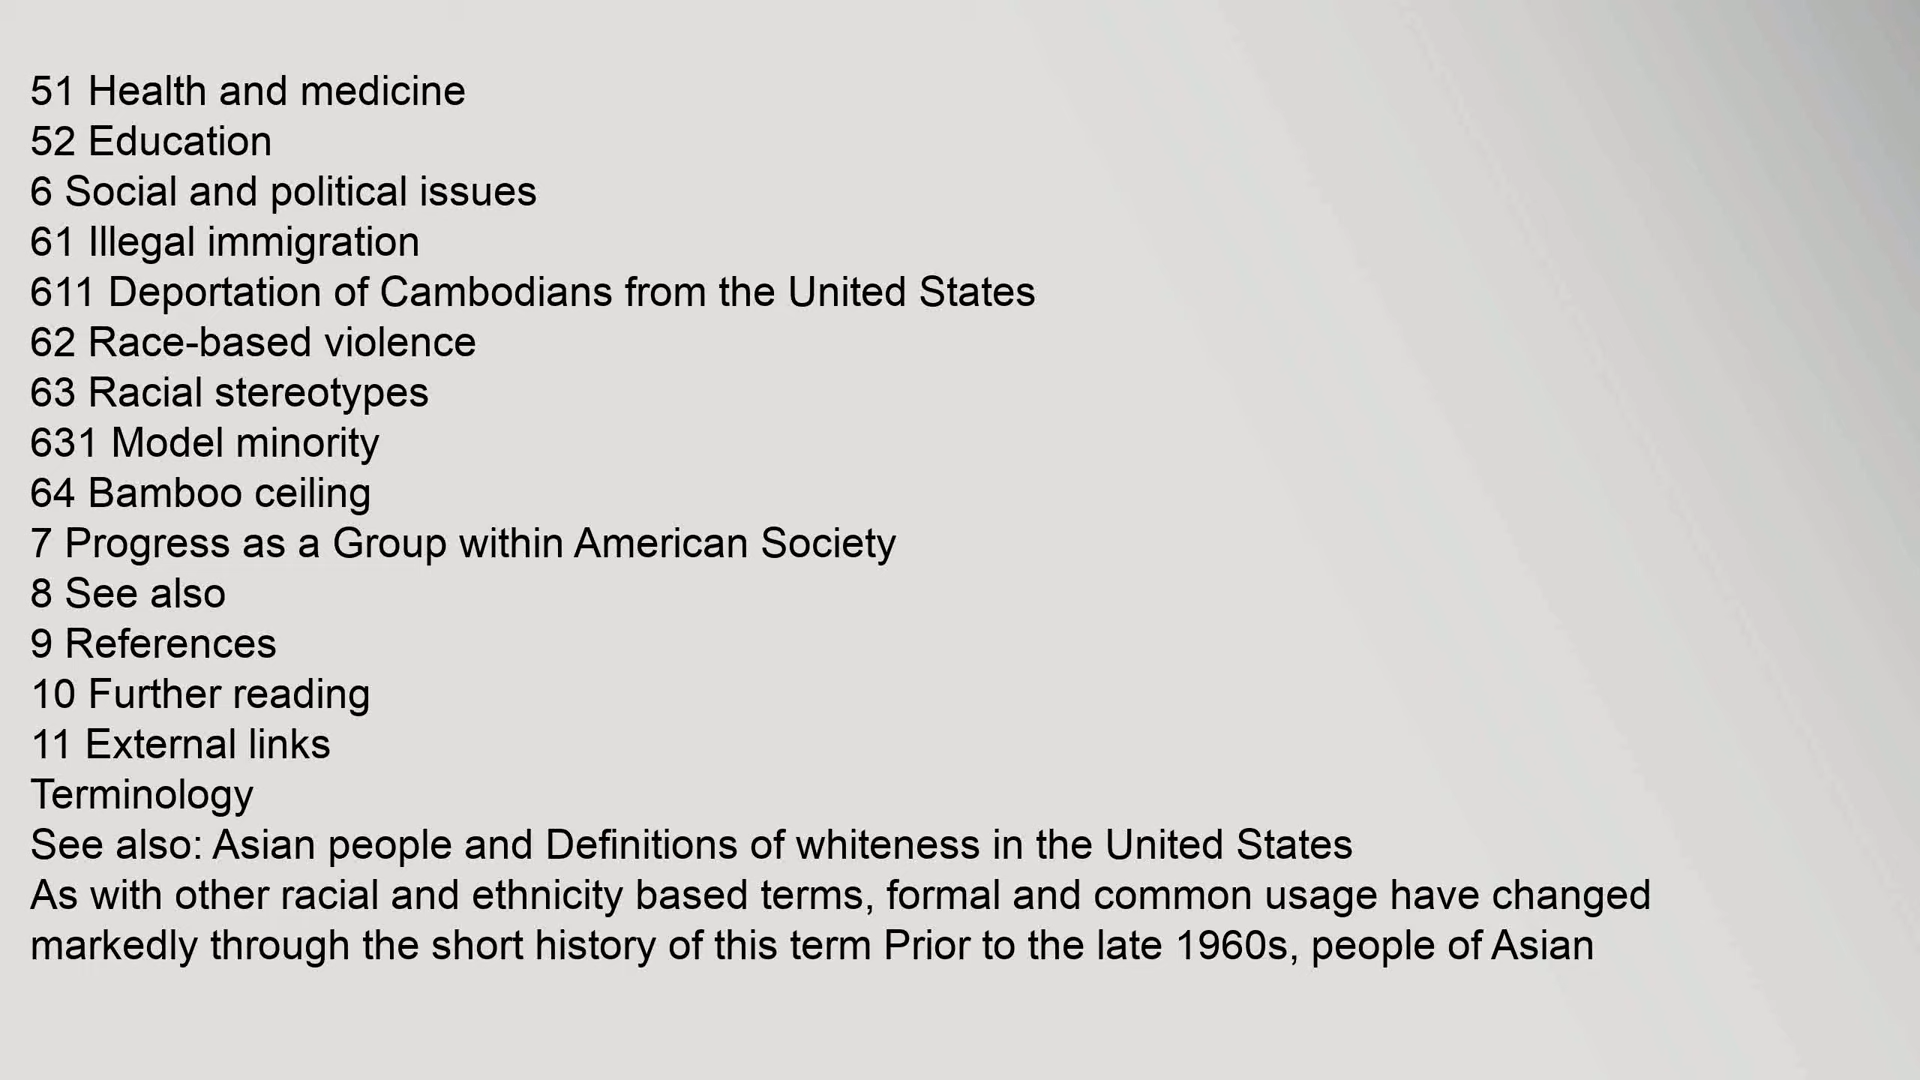 51 Health and medicine
52 Education
6 Social and political issues
61 Illegal immigration
611 Deportation of Cambodians from the United States
62 Race-based violence
63 Racial stereotypes
631 Model minority
64 Bamboo ceiling
7 Progress as a Group within American Society
8 See also
9 References
10 Further reading
11 External links
Terminology
See also: Asian people and Definitions of whiteness in the United States
As with other racial and ethnicity based terms, formal and common usage have changed
markedly through the short history of this term Prior to the late 1960s, people of Asian